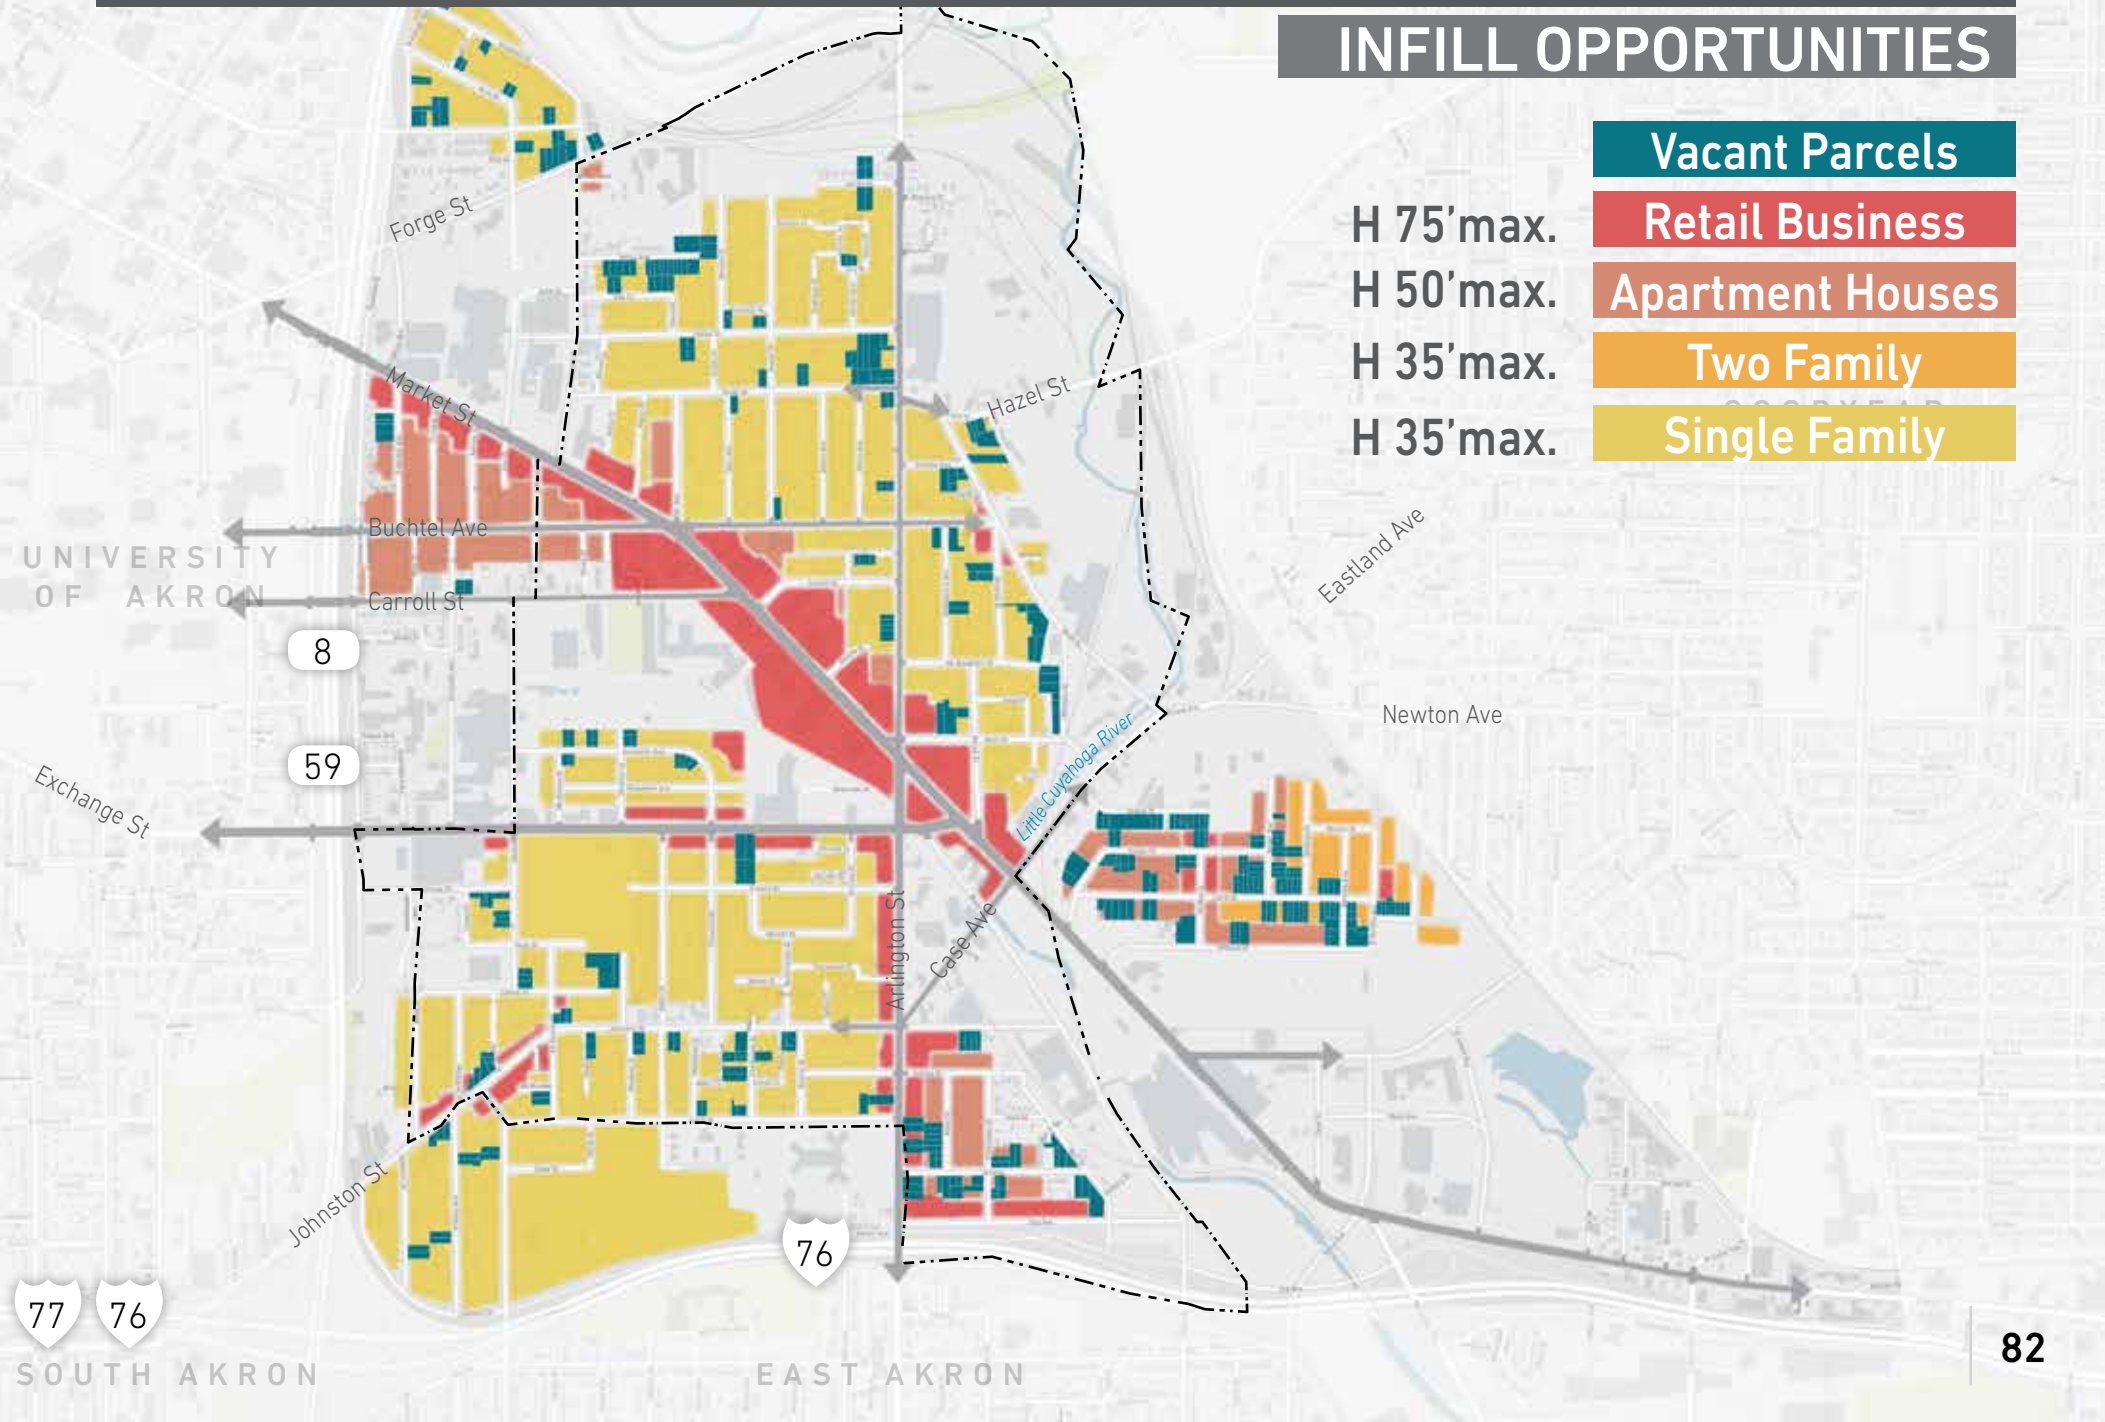 INFILL OPPORTUNITIES
Vacant Parcels
H 75’max.
Retail Business
H 50’max.
Apartment Houses
H 35’max.
Two Family
H 35’max.
Single Family
Forge St
Market St
Hazel St
Buchtel Ave
UNIVERSITY
OF AKRON
Carroll St
Eastland Ave
8
Newton Ave
59
Little Cuyahoga River
Exchange St
Arlington St
Case Ave
Johnston St
76
77
76
82
SOUTH AKRON
EAST AKRON